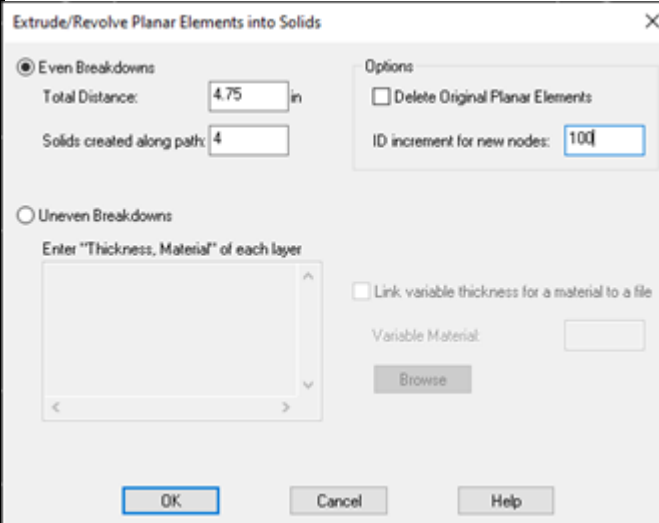 Extrude/Revolve Planar Elements into Solids
Even Breakdowns
Total Distance: 4.75 in
Solids created along path: 4
Options
Delete Original Planar Elements
ID increment for new nodes: 100
Uneven Breakdowns
Enter "Thickness, Material" of each layer
Link variable thickness for a material to a file
Variable Material:
Browse
OK Cancel Help